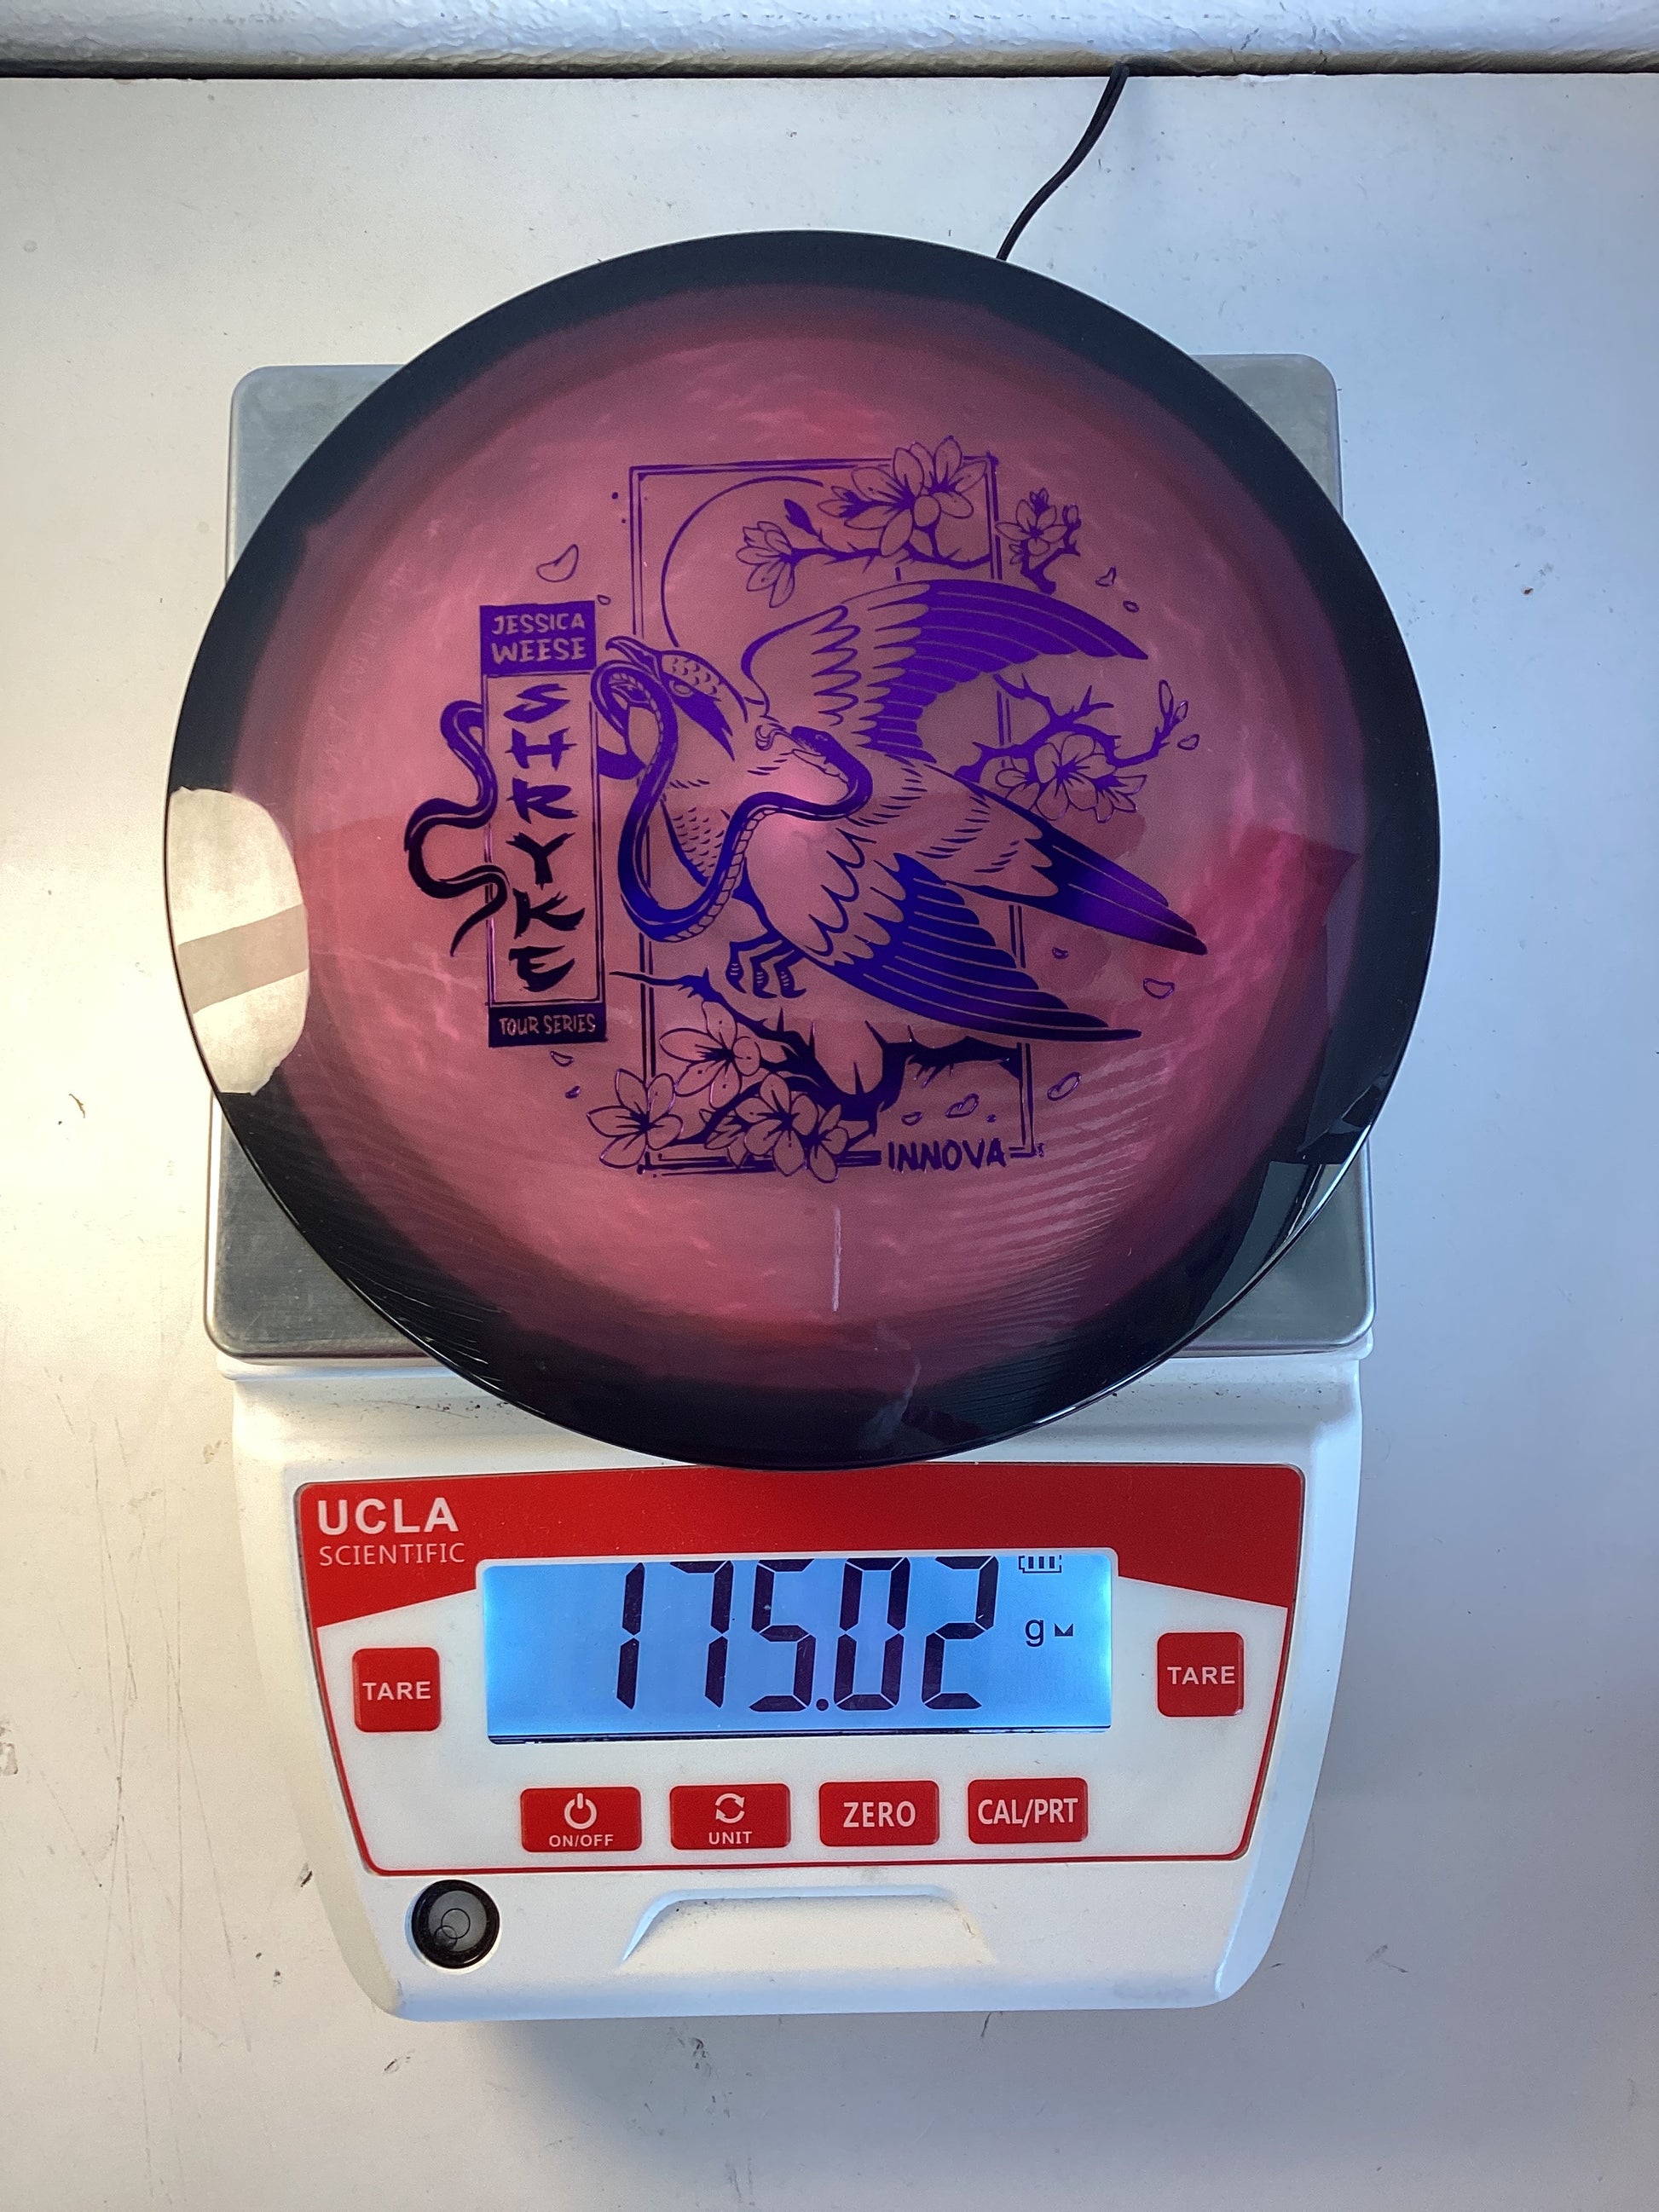 JESSICA
WEESE
SHRYKE
TOUR SERIES
INNOVA
UCLA
SCIENTIFIC
175.02 g
TARE
TARE
ON/OFF
UNIT
ZERO
CAL/PRT